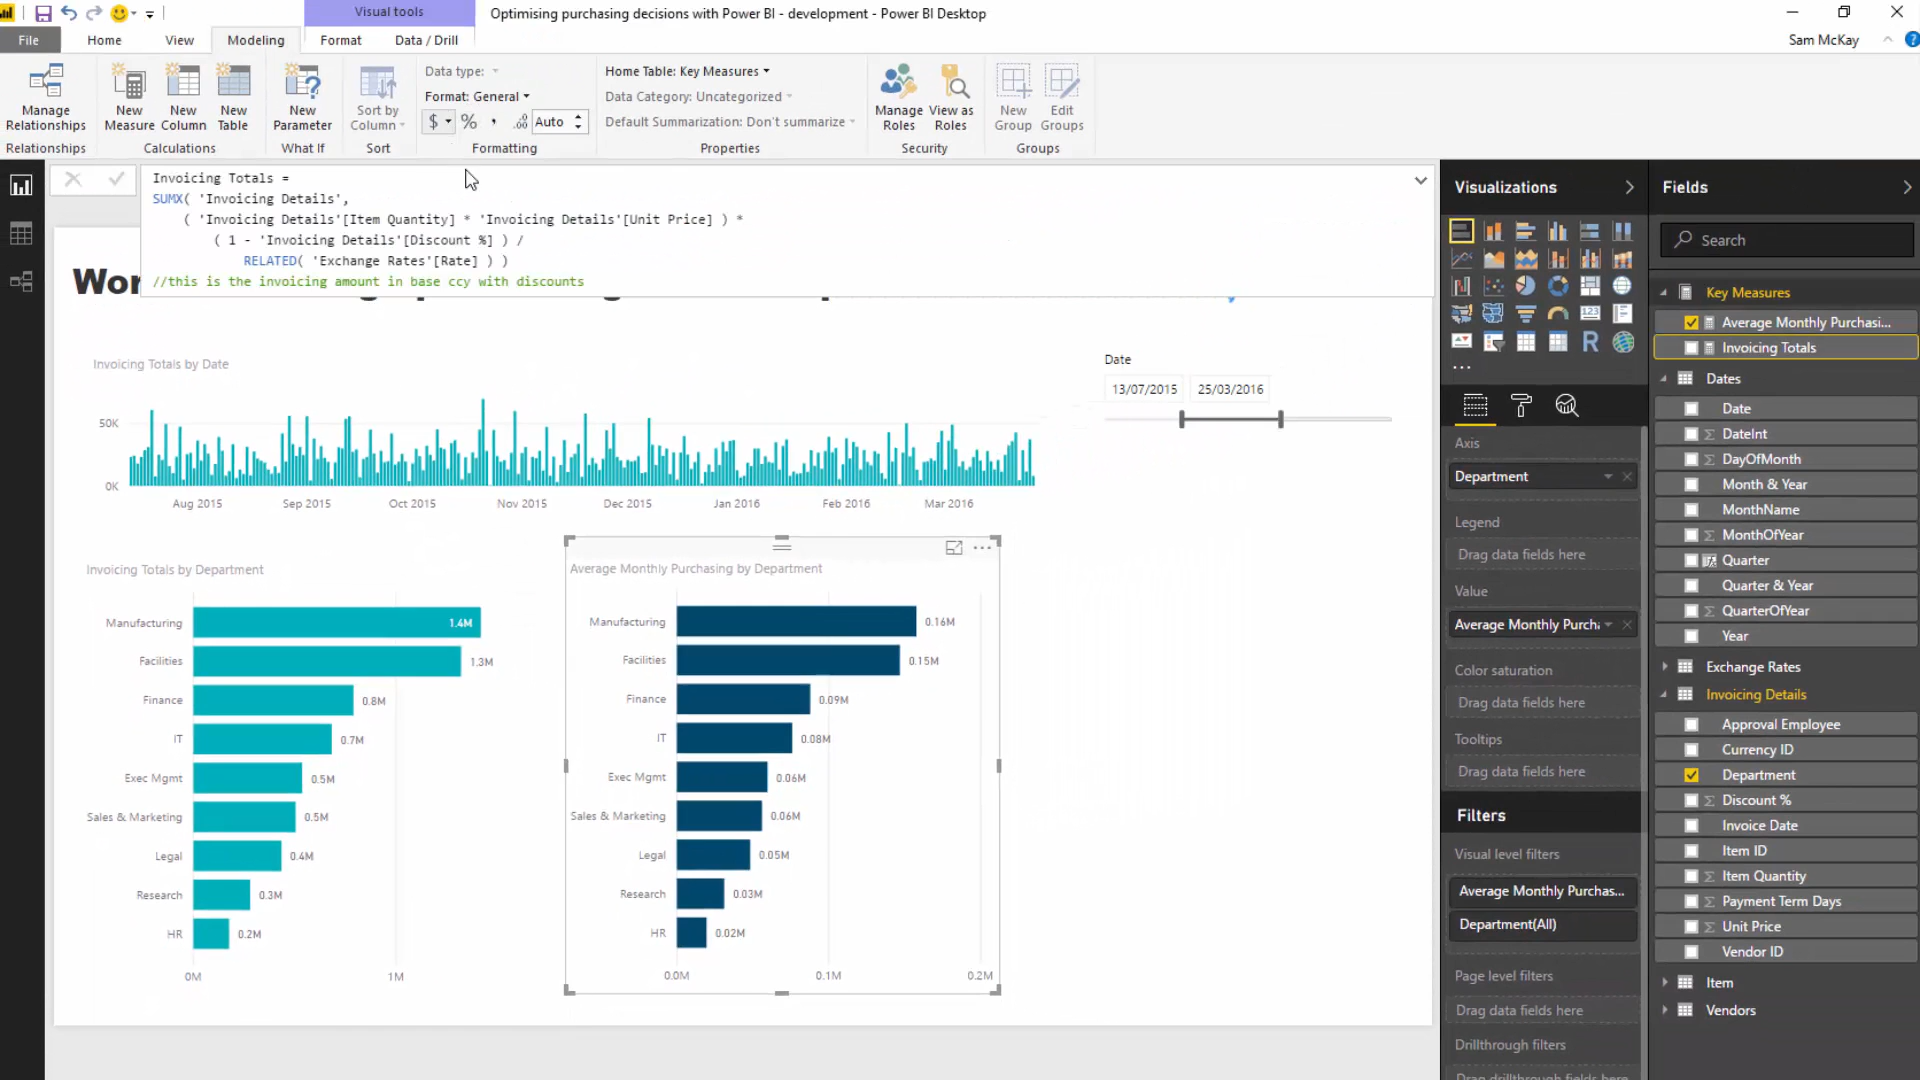 Visual tools
Optimising purchasing decisions with Power BI - development - Power BI Desktop
File
Home
View
Modeling
Format
Data / Drill
Sam McKay
Manage
Relationships
New
Measure
New
Column
New
Table
New
Parameter
Sort by
Column
Data type:
Format: General
$
%
,
Auto
Home Table: Key Measures
Data Category: Uncategorized
Default Summarization: Don't summarize
Manage
Roles
View as
Roles
New
Group
Edit
Groups
Relationships
Calculations
What If
Sort
Formatting
Properties
Security
Groups
Invoicing Totals =
SUMX( 'Invoicing Details',
( 'Invoicing Details'[Item Quantity] * 'Invoicing Details'[Unit Price] ) *
( 1 - 'Invoicing Details'[Discount %] ) /
RELATED( 'Exchange Rates'[Rate] ) )
//this is the invoicing amount in base ccy with discounts
Invoicing Totals by Date
50K
0K
Aug 2015
Sep 2015
Oct 2015
Nov 2015
Dec 2015
Jan 2016
Feb 2016
Mar 2016
Date
13/07/2015
25/03/2016
Invoicing Totals by Department
Manufacturing
1.4M
Facilities
1.3M
Finance
0.8M
IT
0.7M
Exec Mgmt
0.5M
Sales & Marketing
0.5M
Legal
0.4M
Research
0.3M
HR
0.2M
0M
1M
Average Monthly Purchasing by Department
Manufacturing
0.16M
Facilities
0.15M
Finance
0.09M
IT
0.08M
Exec Mgmt
0.06M
Sales & Marketing
0.06M
Legal
0.05M
Research
0.03M
HR
0.02M
0.0M
0.1M
0.2M
Visualizations
R
Axis
Department
Legend
Drag data fields here
Value
Average Monthly Purcha
Color saturation
Drag data fields here
Tooltips
Drag data fields here
Filters
Visual level filters
Average Monthly Purchas...
Department(All)
Page level filters
Drag data fields here
Drillthrough filters
Drag drillthrough fields here
Fields
Search
Key Measures
Average Monthly Purchasi...
Invoicing Totals
Dates
Date
DateInt
DayOfMonth
Month & Year
MonthName
MonthOfYear
Quarter
Quarter & Year
QuarterOfYear
Year
Exchange Rates
Invoicing Details
Approval Employee
Currency ID
Department
Discount %
Invoice Date
Item ID
Item Quantity
Payment Term Days
Unit Price
Vendor ID
Item
Vendors